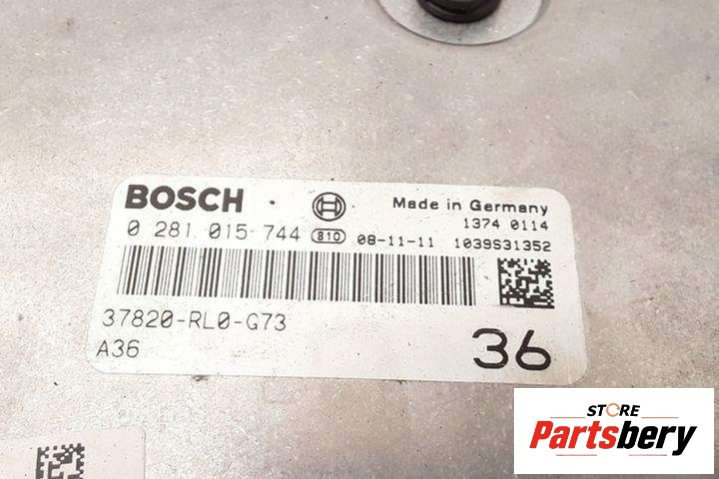 BOSCH Made in Germany
1374 0114
0 281 015 744 810 08-11-11 1039S31352
37820-RL0-G73
A36 36
STORE
Partsbery